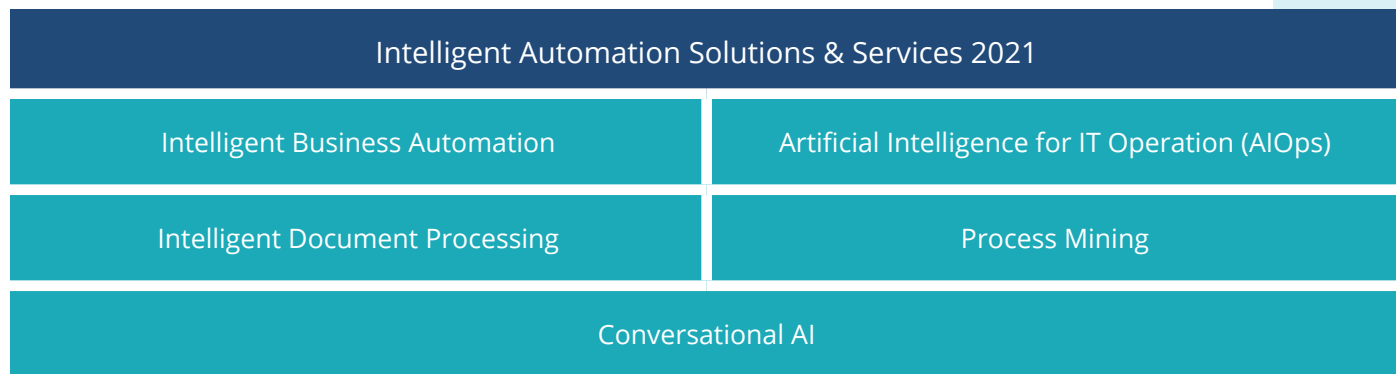 Intelligent Automation Solutions & Services 2021
Intelligent Business Automation
Artificial Intelligence for IT Operation (AIOps)
Intelligent Document Processing
Process Mining
Conversational AI